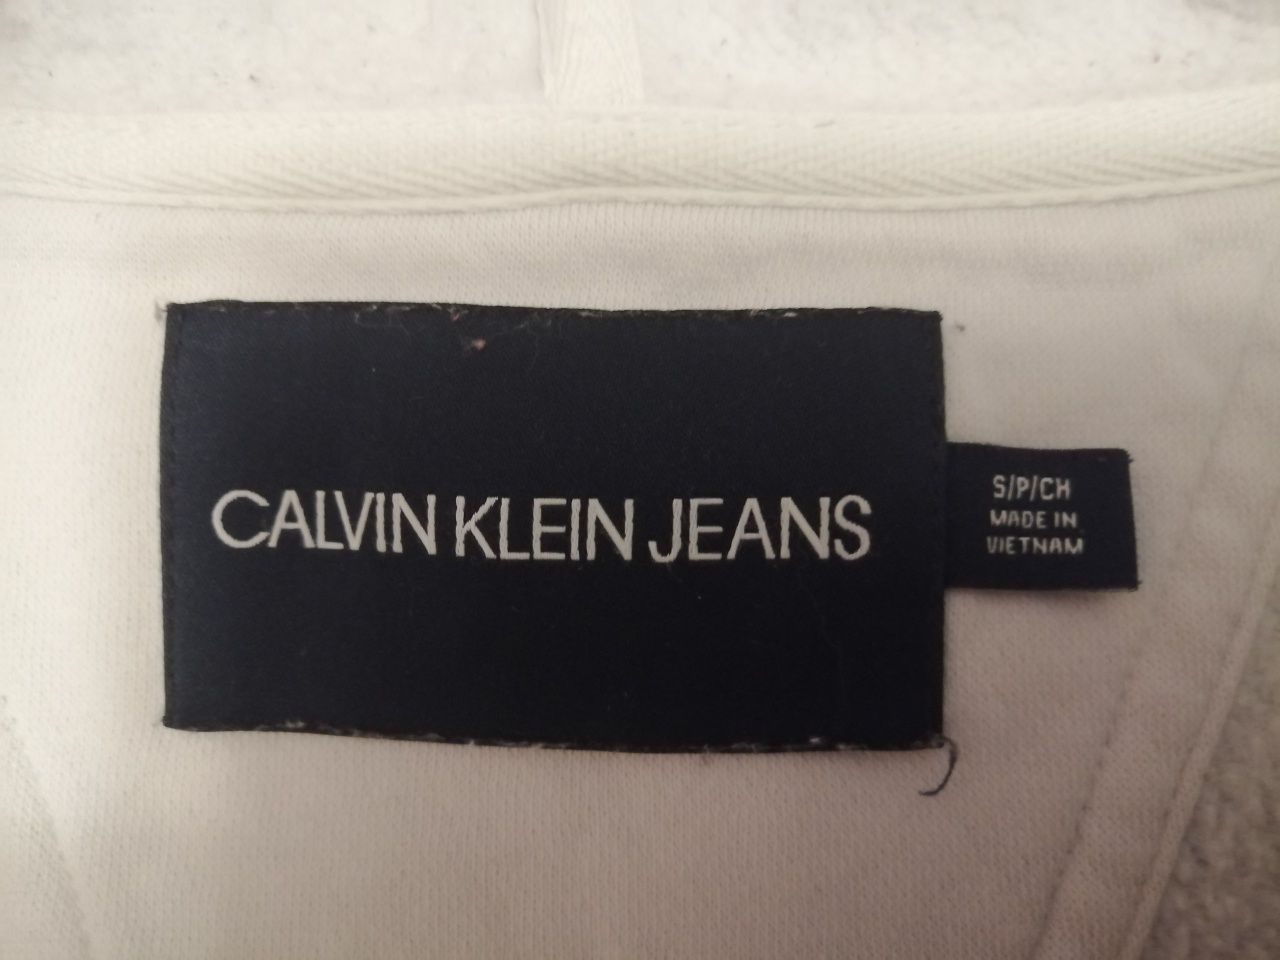 CALVIN KLEIN JEANS
S/P/CH
MADE IN
VIETNAM